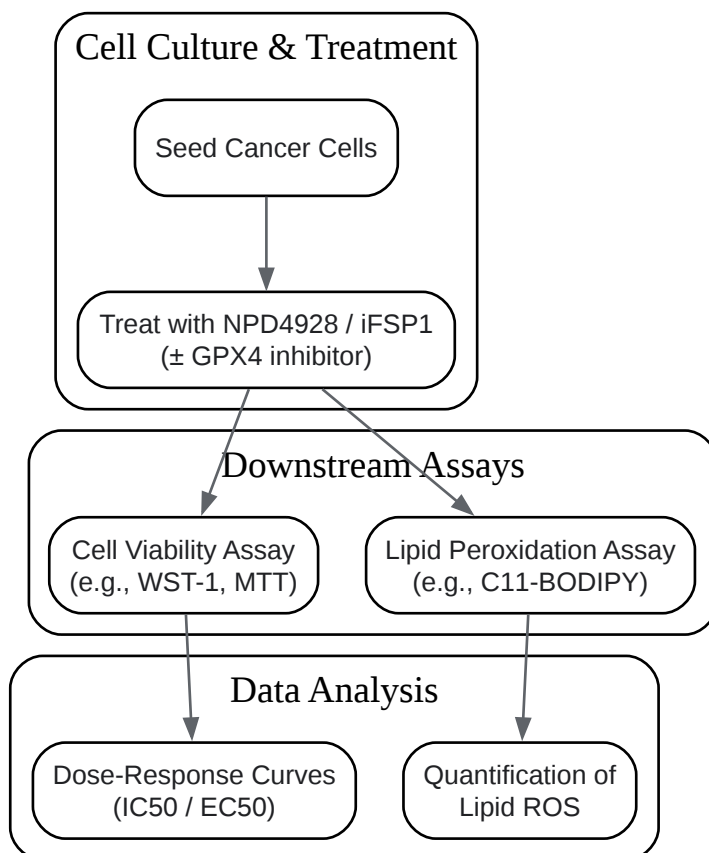 Cell Culture & Treatment
Seed Cancer Cells
Treat with NPD4928 / iFSP1
(± GPX4 inhibitor)
Downstream Assays
Cell Viability Assay
(e.g., WST-1, MTT)
Lipid Peroxidation Assay
(e.g., C11-BODIPY)
Data Analysis
Dose-Response Curves
(IC50 / EC50)
Quantification of
Lipid ROS